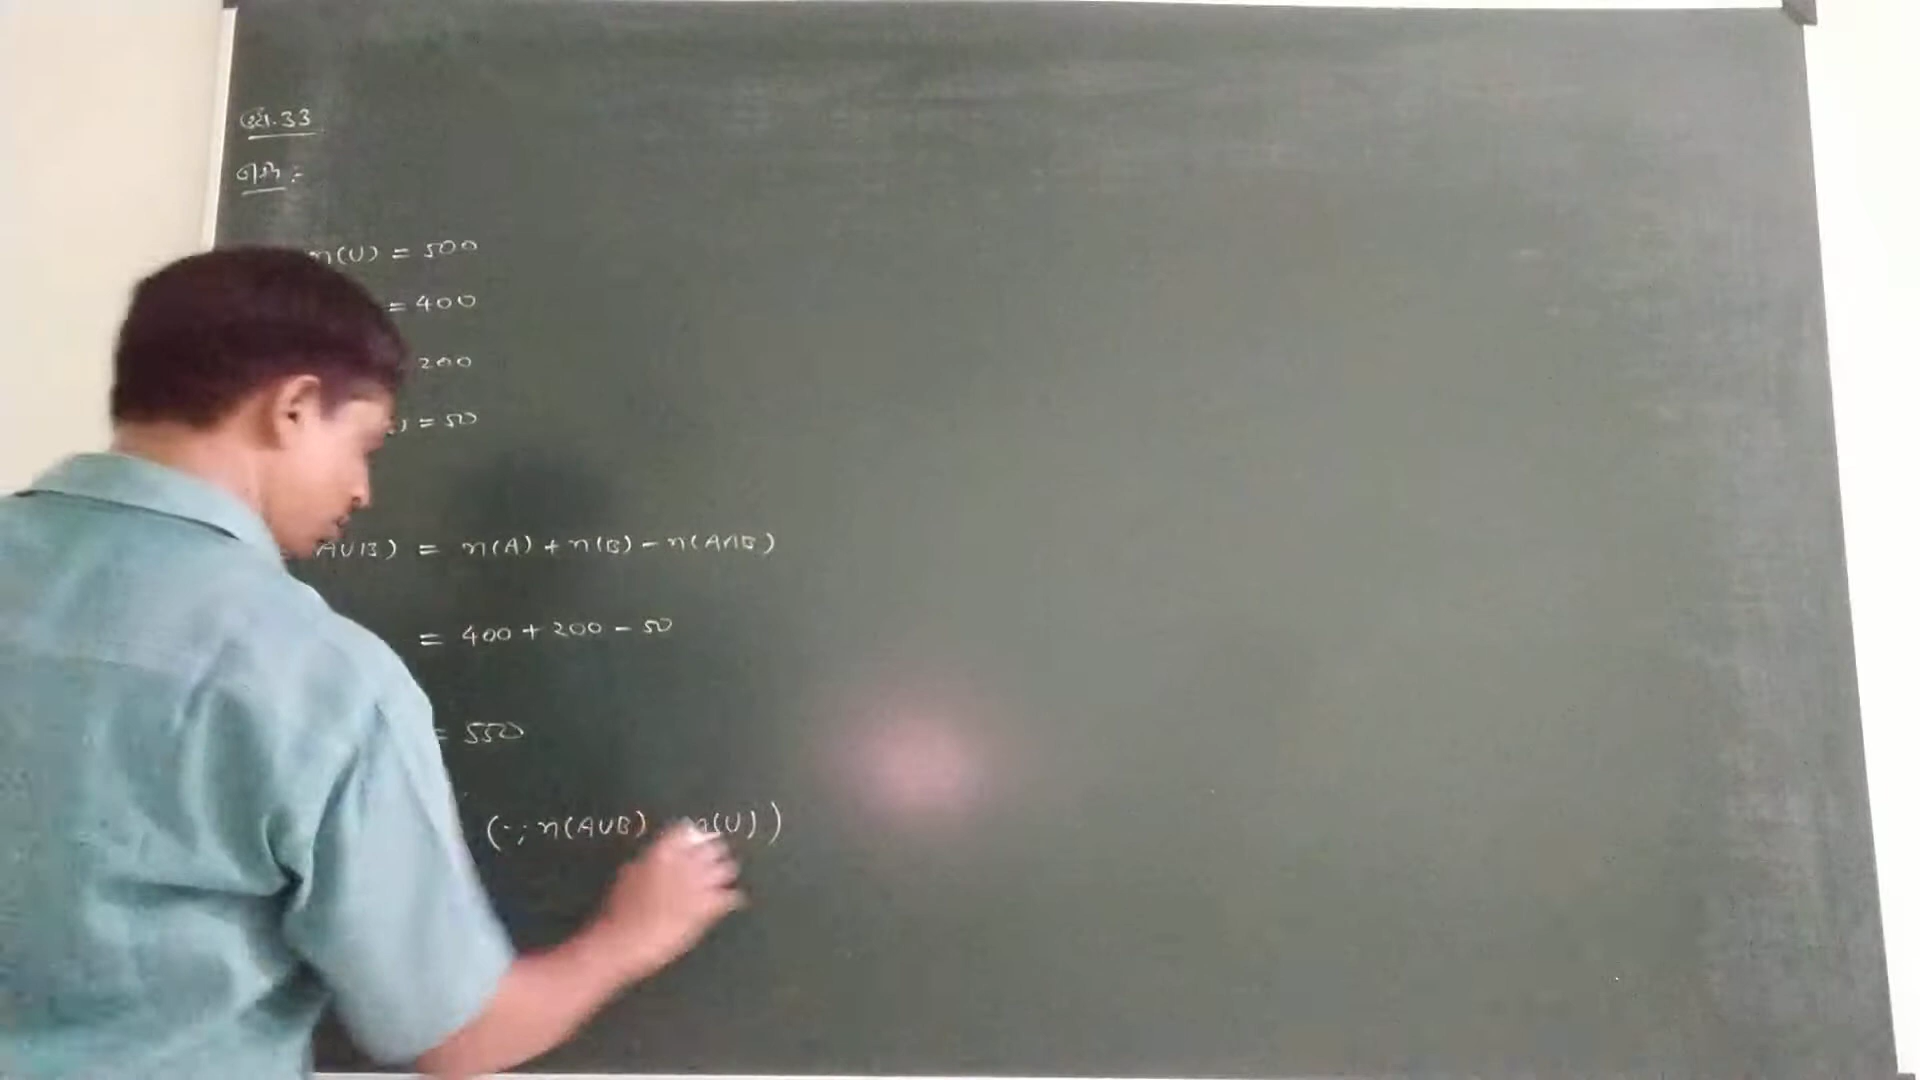 ઉદા.33
n(U) = 500
= 400
200
) = 50
AUB) = n(A) + n(B) - n(A∩B)
= 400 + 200 - 50
= 550
(∵ n(AUB) n(U))